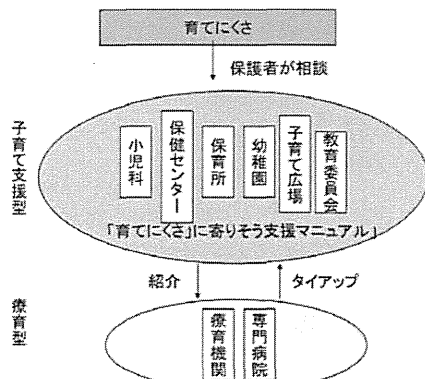 育てにくさ
保護者が相談
子育て支援型
小児科
保健センター
保育所
幼稚園
子育て広場
教育委員会
「育てにくさ」に寄りそう支援マニュアル」
紹介
タイアップ
療育型
療育機関
専門病院